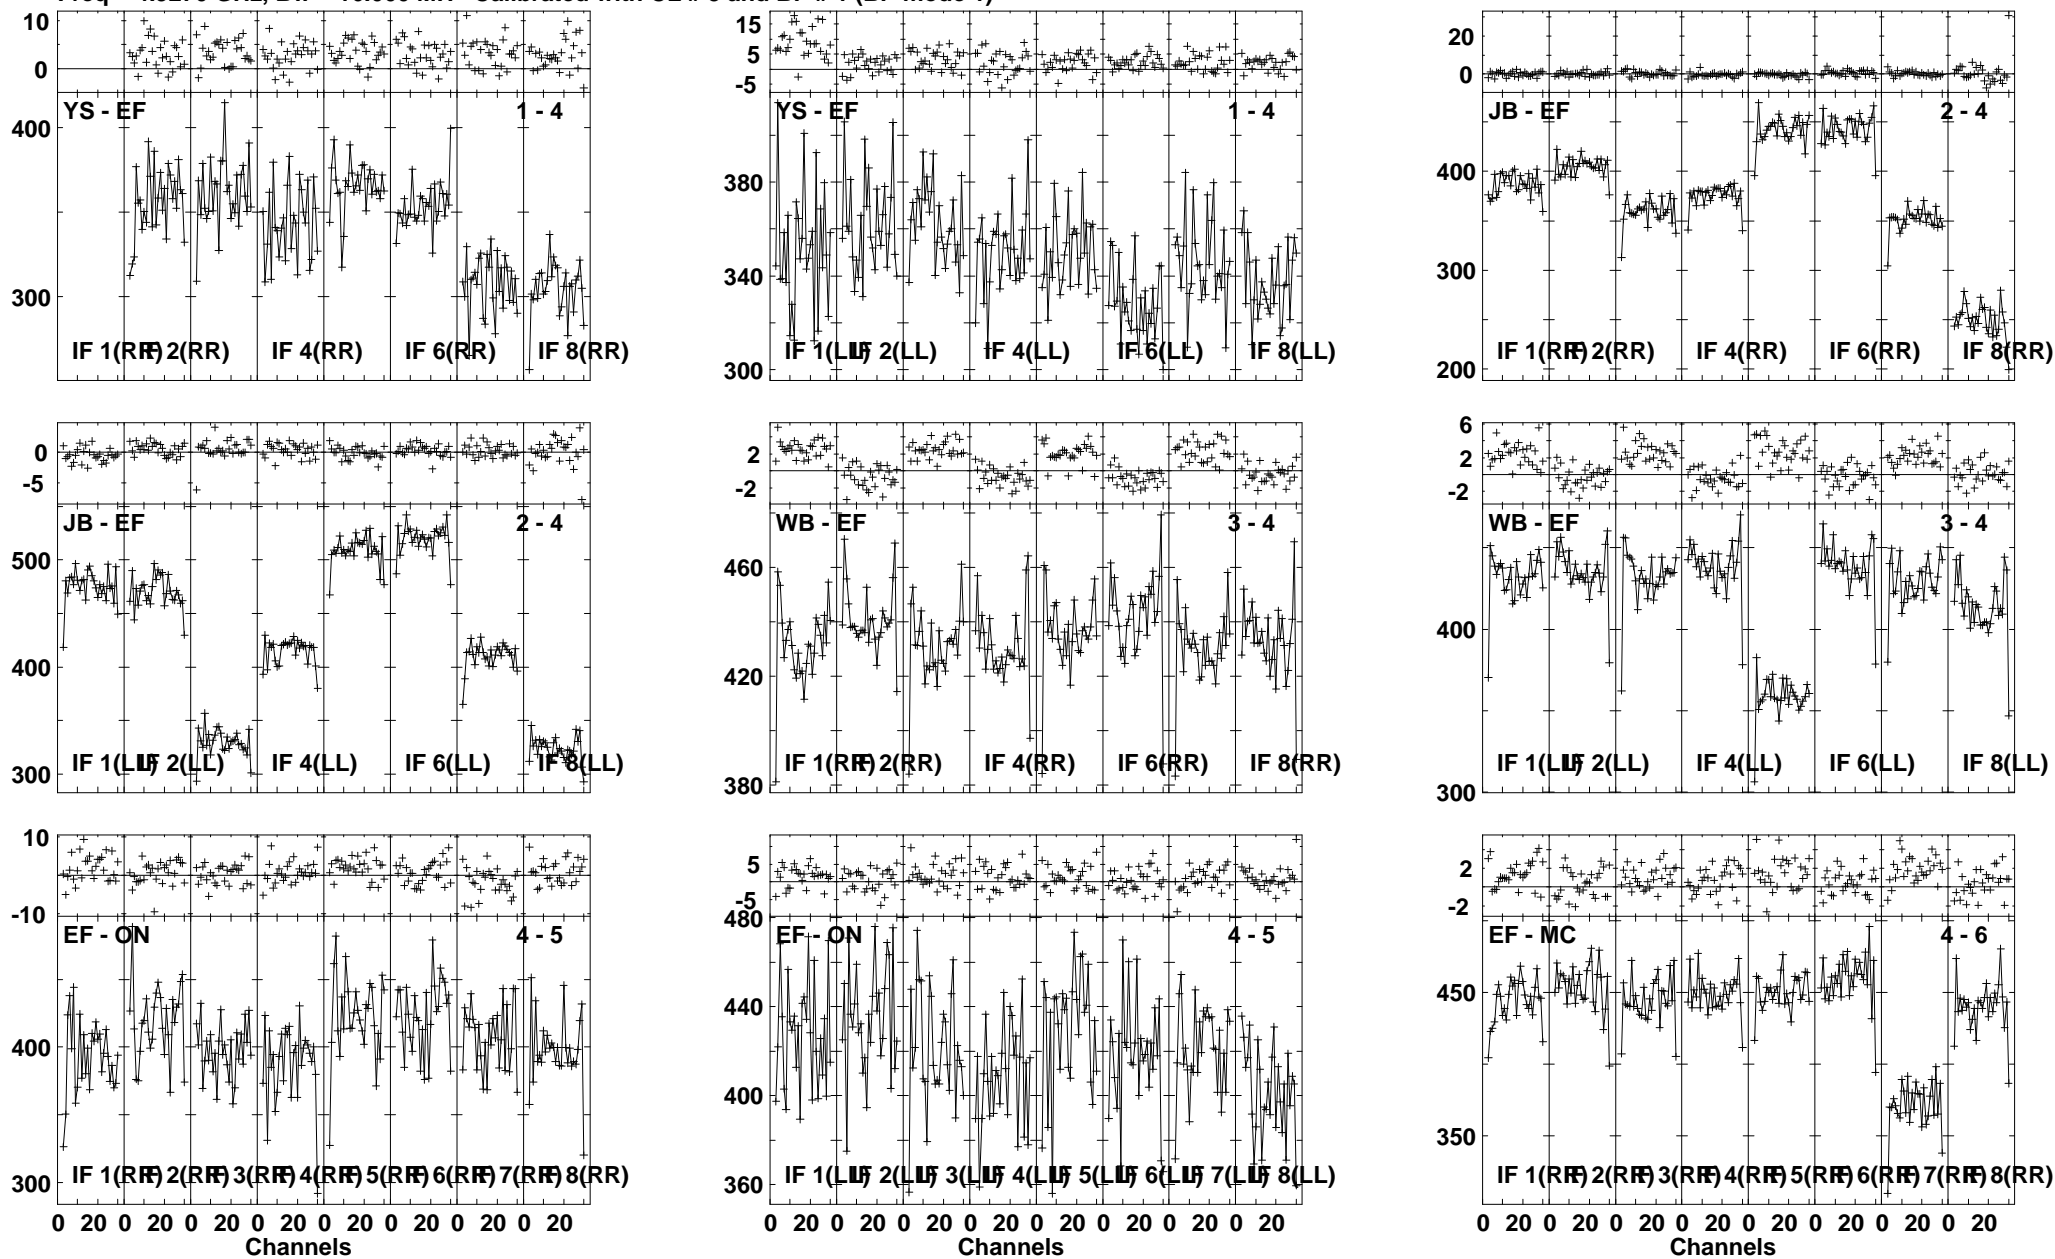 10
0
YS - EF 1 - 4
400
300
IF 1(RR) IF 2(RR) IF 4(RR) IF 6(RR) IF 8(RR)
15
5
-5
YS - EF 1 - 4
380
340
300
IF 1(LL) IF 2(LL) IF 4(LL) IF 6(LL) IF 8(LL)
20
0
JB - EF 2 - 4
400
300
200
IF 1(RR) IF 2(RR) IF 4(RR) IF 6(RR) IF 8(RR)
0
-5
JB - EF 2 - 4
500
400
300
IF 1(LL) IF 2(LL) IF 4(LL) IF 6(LL) IF 8(LL)
2
-2
WB - EF 3 - 4
460
420
380
IF 1(RR) IF 2(RR) IF 4(RR) IF 6(RR) IF 8(RR)
6
2
-2
WB - EF 3 - 4
400
300
IF 1(LL) IF 2(LL) IF 4(LL) IF 6(LL) IF 8(LL)
10
-10
EF - ON 4 - 5
400
300
IF 1(RR) IF 2(RR) IF 3(RR) IF 4(RR) IF 5(RR) IF 6(RR) IF 7(RR) IF 8(RR)
0 20 0 20 0 20 0 20 0 20 0 20 0 20 0 20
Channels
5
-5
EF - ON 4 - 5
480
440
400
360
IF 1(LL) IF 2(LL) IF 3(LL) IF 4(LL) IF 5(LL) IF 6(LL) IF 7(LL) IF 8(LL)
0 20 0 20 0 20 0 20 0 20 0 20 0 20 0 20
Channels
2
-2
EF - MC 4 - 6
450
350
IF 1(RR) IF 2(RR) IF 3(RR) IF 4(RR) IF 5(RR) IF 6(RR) IF 7(RR) IF 8(RR)
0 20 0 20 0 20 0 20 0 20 0 20 0 20 0 20
Channels